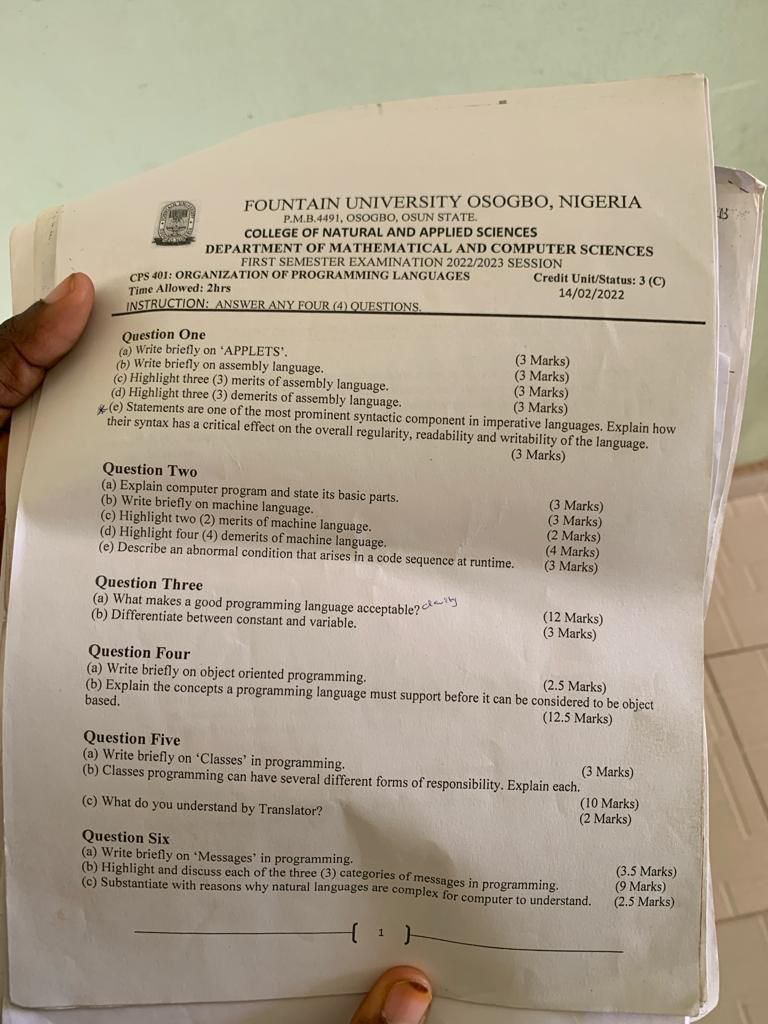 FOUNTAIN UNIVERSITY OSOGBO, NIGERIA
P.M.B.4491, OSOGBO, OSUN STATE.
COLLEGE OF NATURAL AND APPLIED SCIENCES
DEPARTMENT OF MATHEMATICAL AND COMPUTER SCIENCES
FIRST SEMESTER EXAMINATION 2022/2023 SESSION
CPS 401: ORGANIZATION OF PROGRAMMING LANGUAGES Credit Unit/Status: 3 (C)
Time Allowed: 2hrs 14/02/2022
INSTRUCTION: ANSWER ANY FOUR (4) QUESTIONS.
Question One
(a) Write briefly on 'APPLETS'. (3 Marks)
(b) Write briefly on assembly language. (3 Marks)
(c) Highlight three (3) merits of assembly language. (3 Marks)
(d) Highlight three (3) demerits of assembly language. (3 Marks)
(e) Statements are one of the most prominent syntactic component in imperative languages. Explain how
their syntax has a critical effect on the overall regularity, readability and writability of the language.
(3 Marks)
Question Two
(a) Explain computer program and state its basic parts. (3 Marks)
(b) Write briefly on machine language. (3 Marks)
(c) Highlight two (2) merits of machine language. (2 Marks)
(d) Highlight four (4) demerits of machine language. (4 Marks)
(e) Describe an abnormal condition that arises in a code sequence at runtime. (3 Marks)
Question Three
(a) What makes a good programming language acceptable? clarity (12 Marks)
(b) Differentiate between constant and variable. (3 Marks)
Question Four
(a) Write briefly on object oriented programming. (2.5 Marks)
(b) Explain the concepts a programming language must support before it can be considered to be object
based. (12.5 Marks)
Question Five
(a) Write briefly on 'Classes' in programming. (3 Marks)
(b) Classes programming can have several different forms of responsibility. Explain each.
(10 Marks)
(c) What do you understand by Translator? (2 Marks)
Question Six
(a) Write briefly on 'Messages' in programming. (3.5 Marks)
(b) Highlight and discuss each of the three (3) categories of messages in programming. (9 Marks)
(c) Substantiate with reasons why natural languages are complex for computer to understand. (2.5 Marks)
1